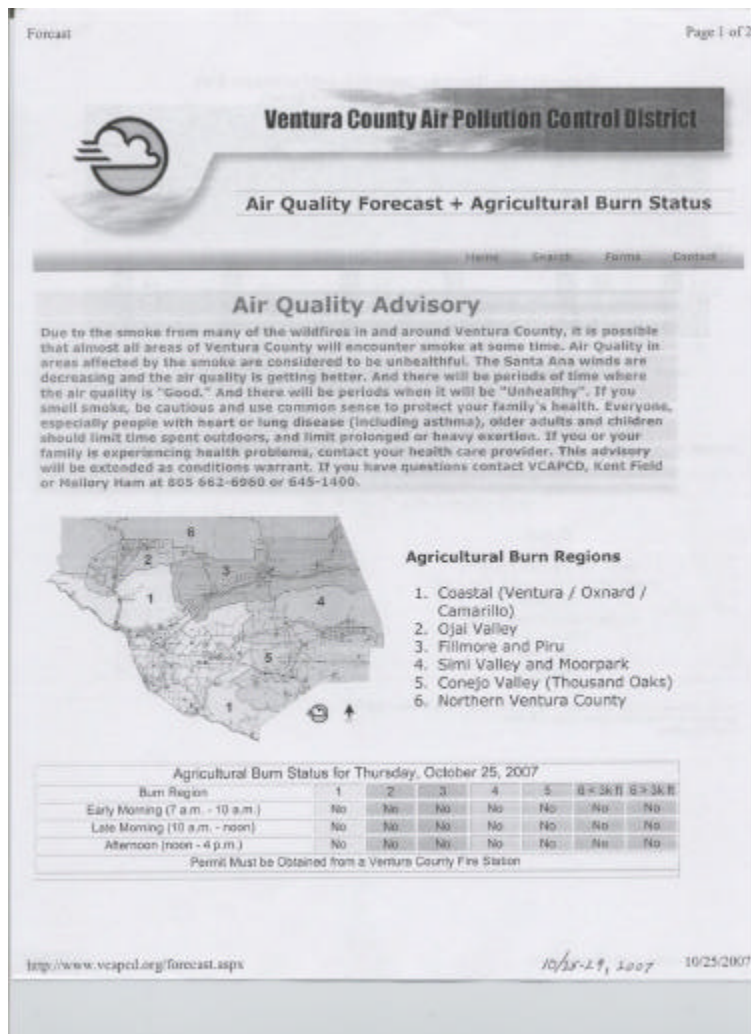 Forcast Page 1 of 2
Ventura County Air Pollution Control District
Air Quality Forecast + Agricultural Burn Status
Home Search Forms Contact
Air Quality Advisory
Due to the smoke from many of the wildfires in and around Ventura County, it is possible
that almost all areas of Ventura County will encounter smoke at some time. Air Quality in
areas affected by the smoke are considered to be unhealthful. The Santa Ana winds are
decreasing and the air quality is getting better. And there will be periods of time where
the air quality is "Good." And there will be periods when it will be "Unhealthy". If you
smell smoke, be cautious and use common sense to protect your family's health. Everyone,
especially people with heart or lung disease (including asthma), older adults and children
should limit time spent outdoors, and limit prolonged or heavy exertion. If you or your
family is experiencing health problems, contact your health care provider. This advisory
will be extended as conditions warrant. If you have questions contact VCAPCD, Kent Field
or Mallory Ham at 805 662-6960 or 645-1400.
6
2
3
1
4
5
1
Agricultural Burn Regions
1. Coastal (Ventura / Oxnard /
Camarillo)
2. Ojai Valley
3. Fillmore and Piru
4. Simi Valley and Moorpark
5. Conejo Valley (Thousand Oaks)
6. Northern Ventura County
Agricultural Burn Status for Thursday, October 25, 2007
Burn Region 1 2 3 4 5 6 < 3k ft 6 > 3k ft
Early Morning (7 a.m. - 10 a.m.) No No No No No No No
Late Morning (10 a.m. - noon) No No No No No No No
Afternoon (noon - 4 p.m.) No No No No No No No
Permit Must be Obtained from a Ventura County Fire Station
http://www.vcapcd.org/forecast.aspx 10/25-29, 2007 10/25/2007